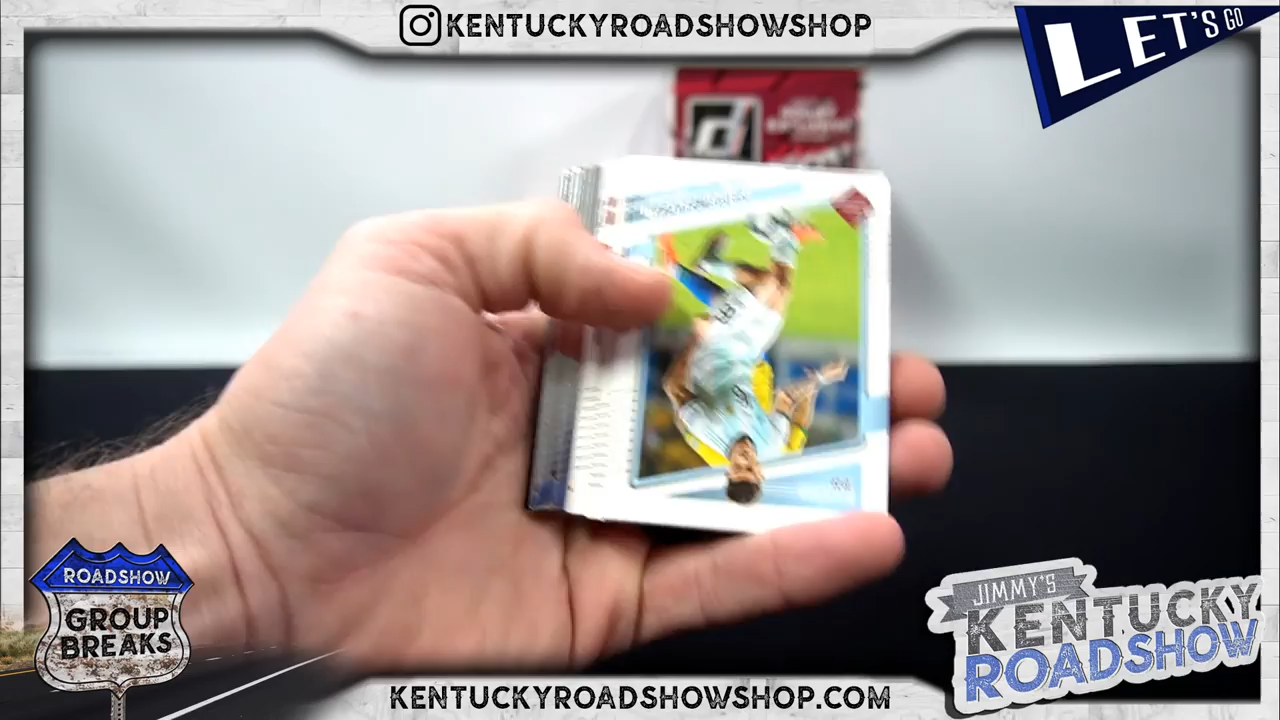 KENTUCKYROADSHOWSHOP
LET'S GO
ROADSHOW
GROUP
BREAKS
JIMMY'S
KENTUCKY
ROADSHOW
KENTUCKYROADSHOWSHOP.COM